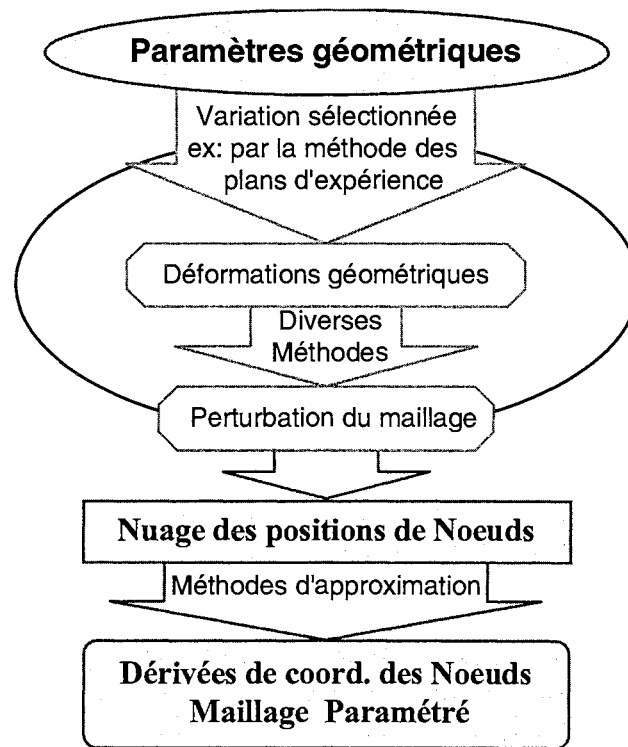 Paramètres géométriques
Variation sélectionnée
ex: par la méthode des
plans d'expérience
Déformations géométriques
Diverses
Méthodes
Perturbation du maillage
Nuage des positions de Noeuds
Méthodes d'approximation
Dérivées de coord. des Noeuds
Maillage Paramétré